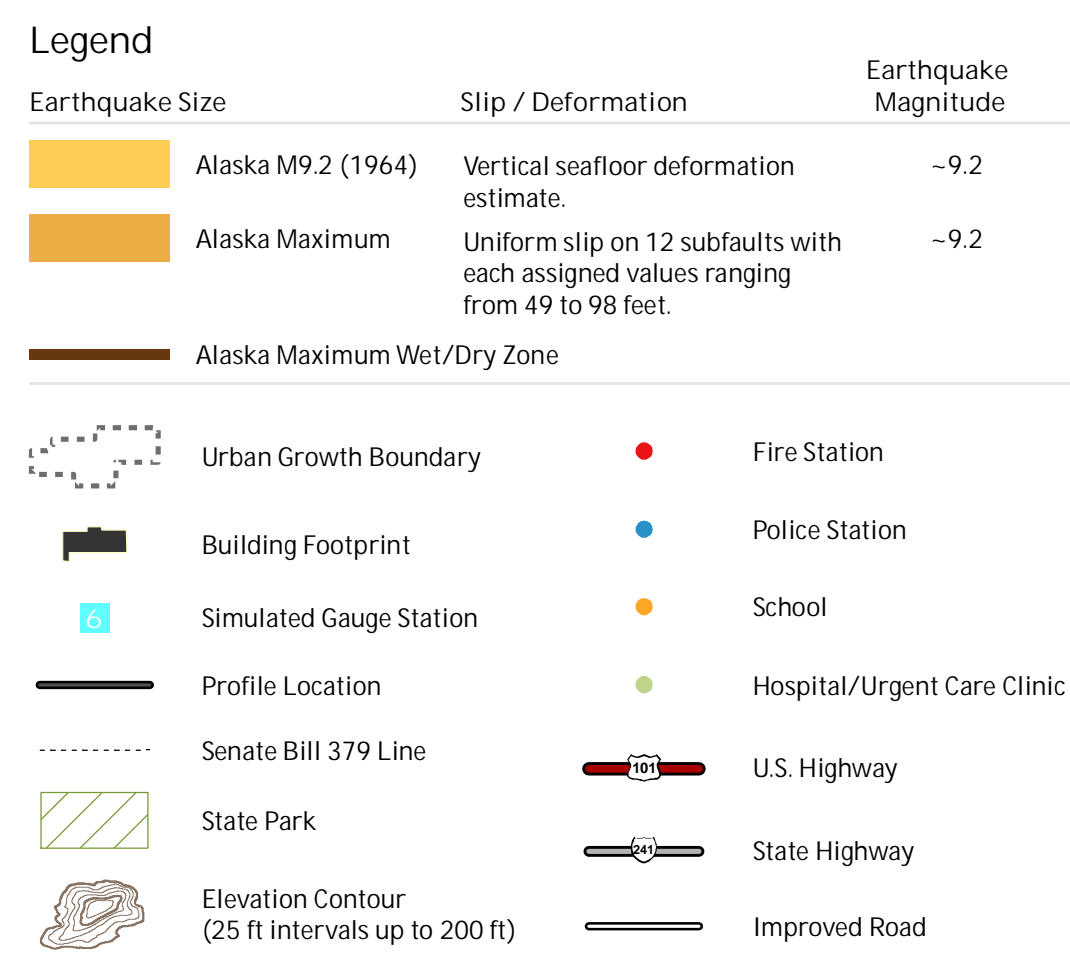 Legend
Earthquake Size
Slip / Deformation
Earthquake
Magnitude
Alaska M9.2 (1964)
Vertical seafloor deformation
estimate.
~9.2
Alaska Maximum
Uniform slip on 12 subfaults with
each assigned values ranging
from 49 to 98 feet.
~9.2
Alaska Maximum Wet/Dry Zone
Urban Growth Boundary
Fire Station
Building Footprint
Police Station
6
Simulated Gauge Station
School
Profile Location
Hospital/Urgent Care Clinic
Senate Bill 379 Line
101
U.S. Highway
State Park
241
State Highway
Elevation Contour
(25 ft intervals up to 200 ft)
Improved Road